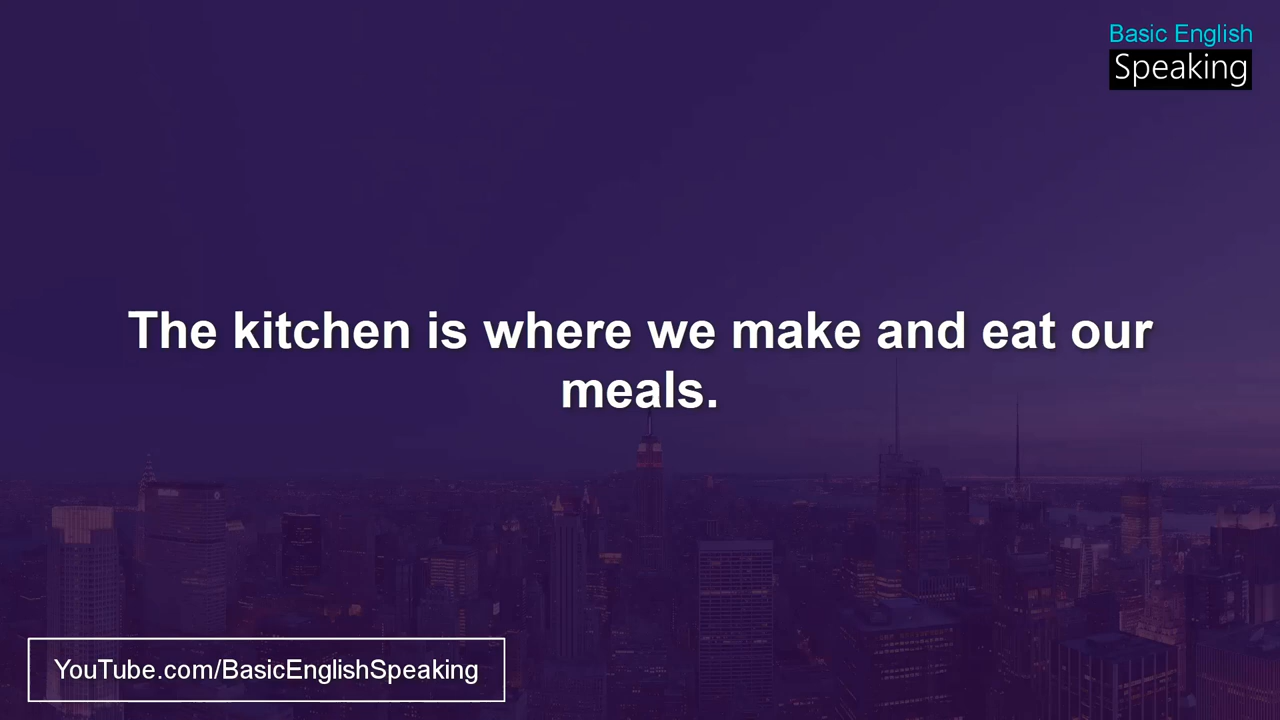 Basic English
Speaking
The kitchen is where we make and eat our
meals.
YouTube.com/BasicEnglishSpeaking